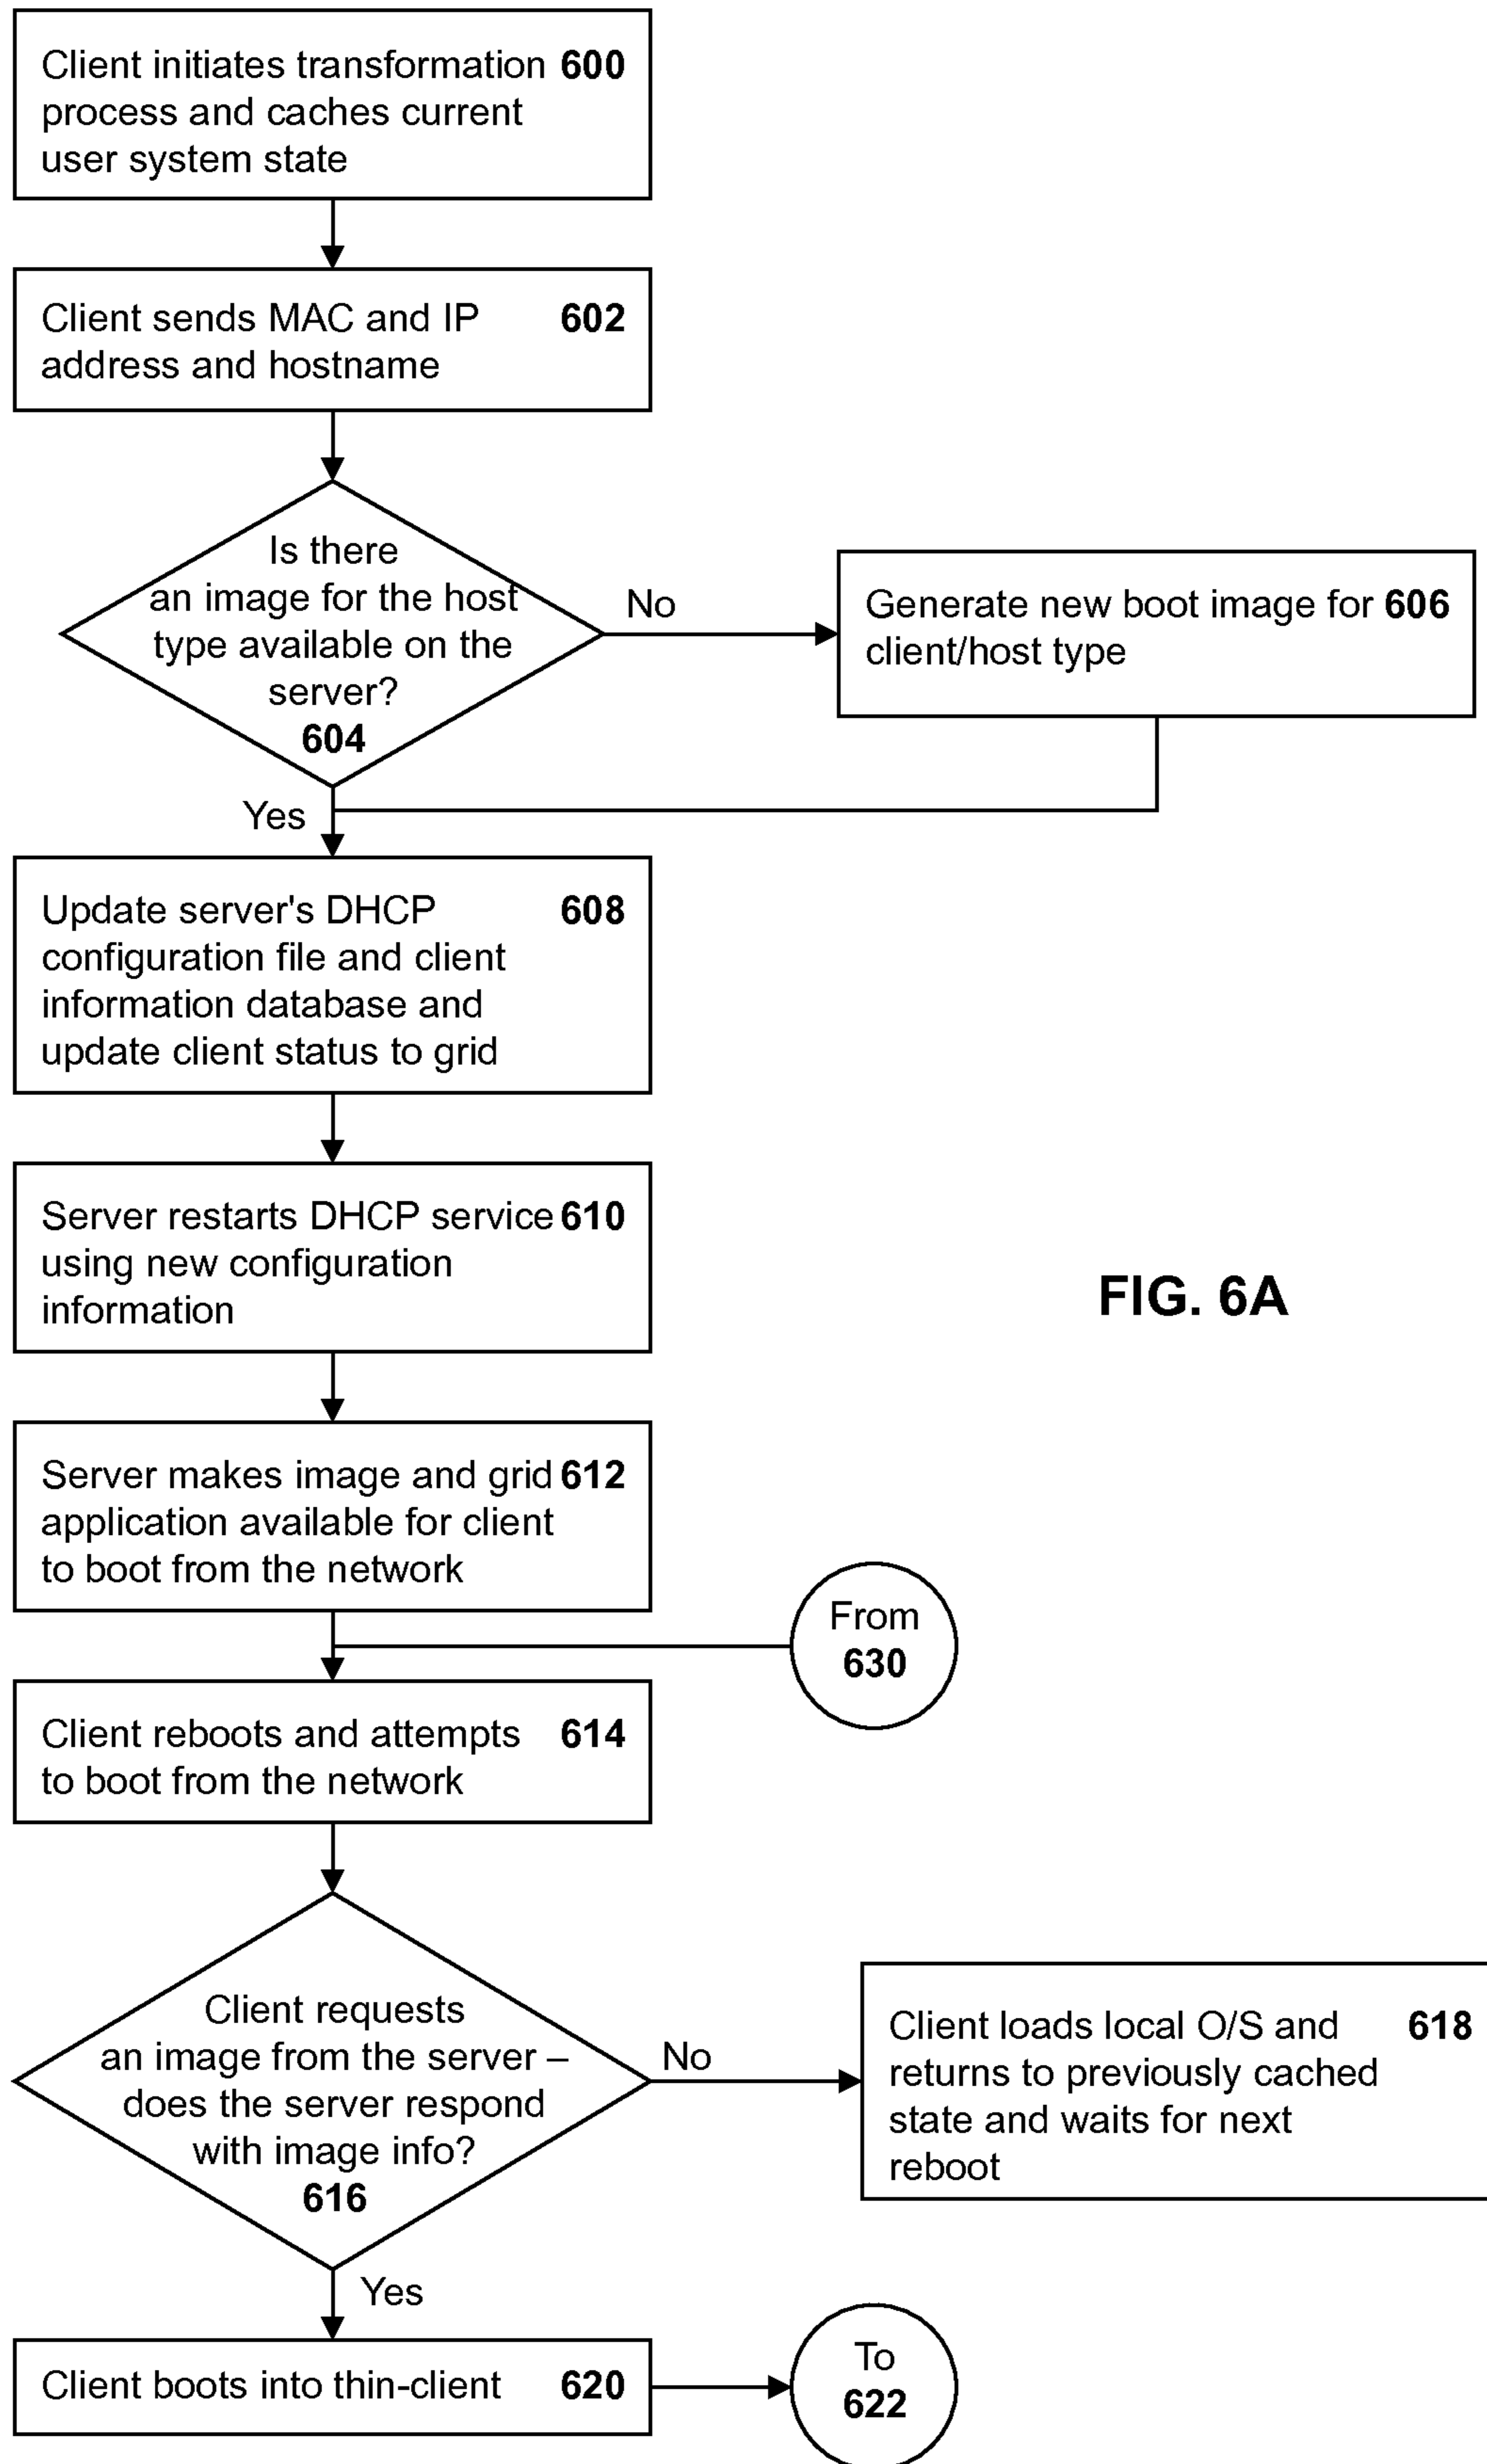 Client initiates transformation 600
process and caches current
user system state
Client sends MAC and IP 602
address and hostname
Is there
an image for the host
type available on the
server?
604
No
Generate new boot image for 606
client/host type
Yes
Update server's DHCP 608
configuration file and client
information database and
update client status to grid
Server restarts DHCP service 610
using new configuration
information
FIG. 6A
Server makes image and grid 612
application available for client
to boot from the network
From
630
Client reboots and attempts 614
to boot from the network
Client requests
an image from the server –
does the server respond
with image info?
616
No
Client loads local O/S and 618
returns to previously cached
state and waits for next
reboot
Yes
Client boots into thin-client 620
To
622